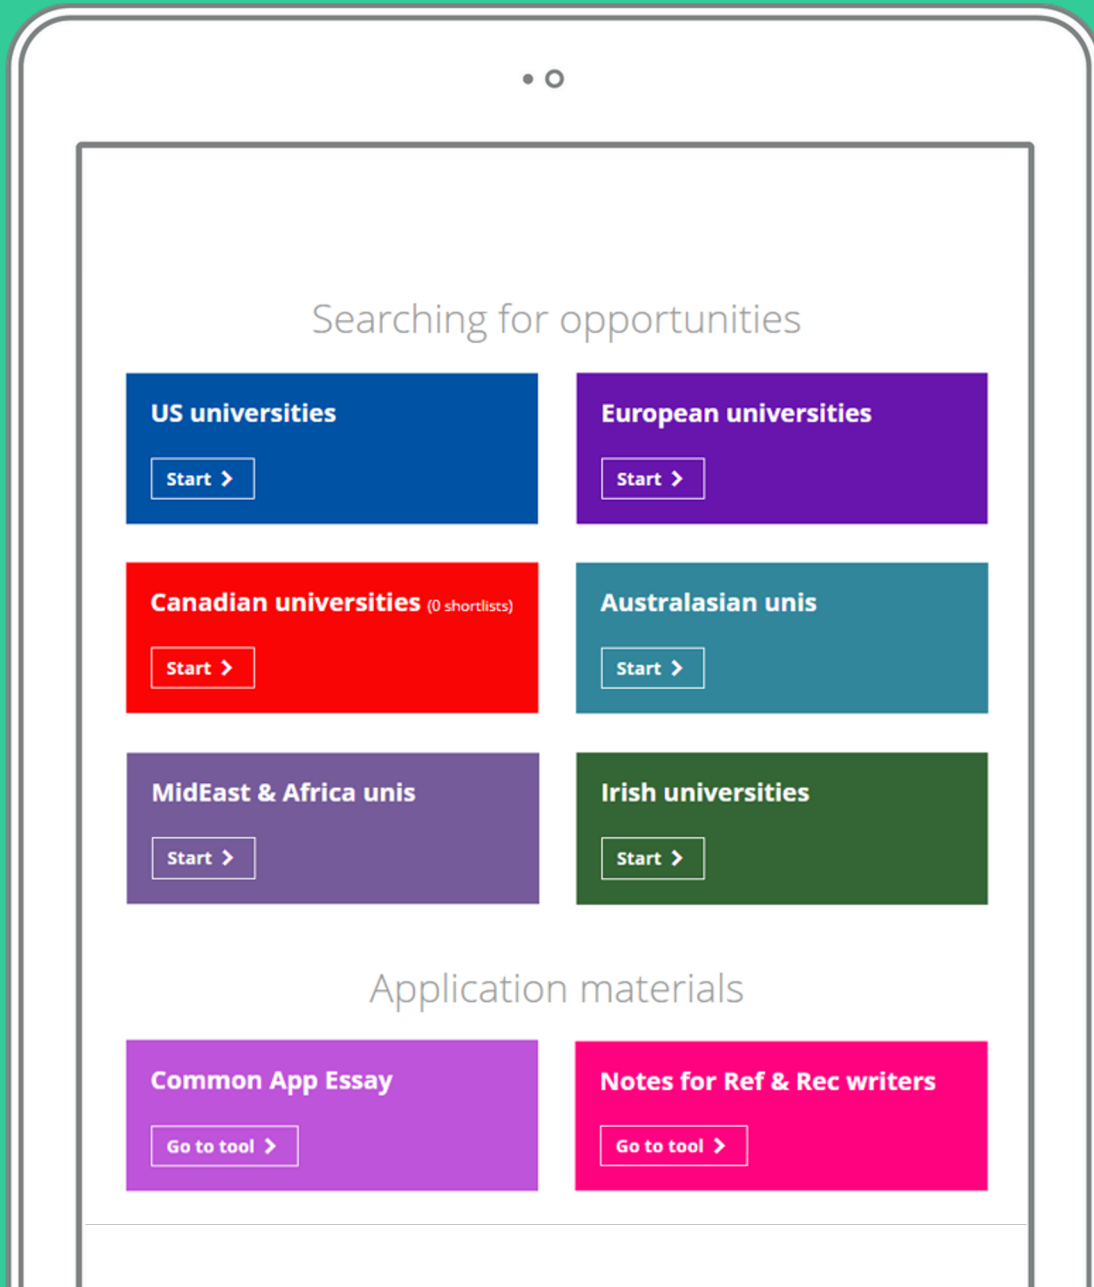 Searching for opportunities
US universities
Start
European universities
Start
Canadian universities (0 shortlists)
Start
Australasian unis
Start
MidEast & Africa unis
Start
Irish universities
Start
Application materials
Common App Essay
Go to tool
Notes for Ref & Rec writers
Go to tool